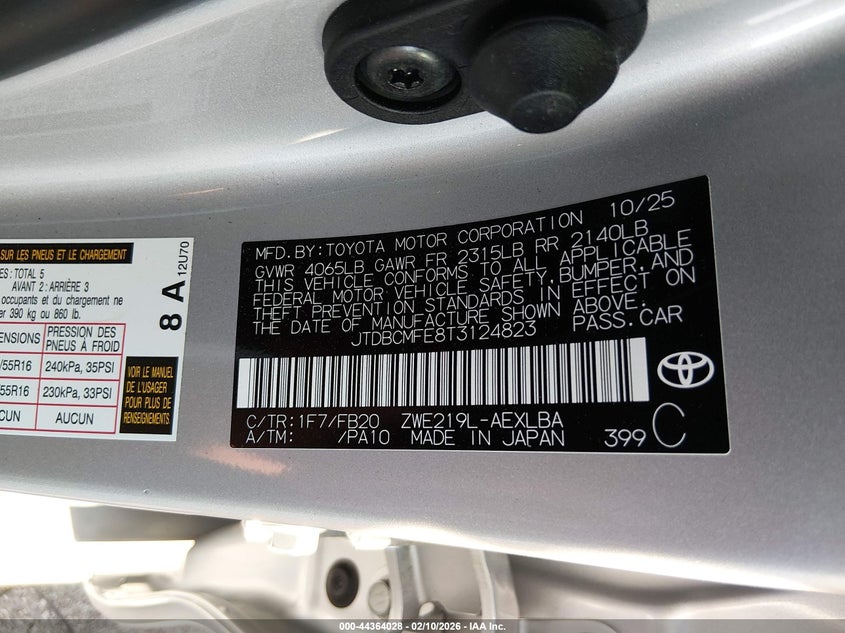 SUR LES PNEUS ET LE CHARGEMENT
ES: TOTAL 5
AVANT 2: ARRIÈRE 3
occupants et du chargement ne
er 390 kg ou 860 lb.
ENSIONS
PRESSION DES
PNEUS À FROID
/55R16
240kPa, 35PSI
/55R16
230kPa, 33PSI
CUN
AUCUN
VOIR LE MANUEL
DE L'USAGER
POUR PLUS DE
RENSEIGNEMENTS
8 A 12U70
MFD.BY:TOYOTA MOTOR CORPORATION 10/25
GVWR 4065LB GAWR FR 2315LB RR 2140LB
THIS VEHICLE CONFORMS TO ALL APPLICABLE
FEDERAL MOTOR VEHICLE SAFETY,BUMPER,AND
THEFT PREVENTION STANDARDS IN EFFECT ON
THE DATE OF MANUFACTURE SHOWN ABOVE.
JTDBCMFE8T3124823 PASS.CAR
C/TR:1F7/FB20 ZWE219L-AEXLBA
A/TM: /PA10 MADE IN JAPAN 399 C
000-44364028 — 02/10/2026 — IAA Inc.